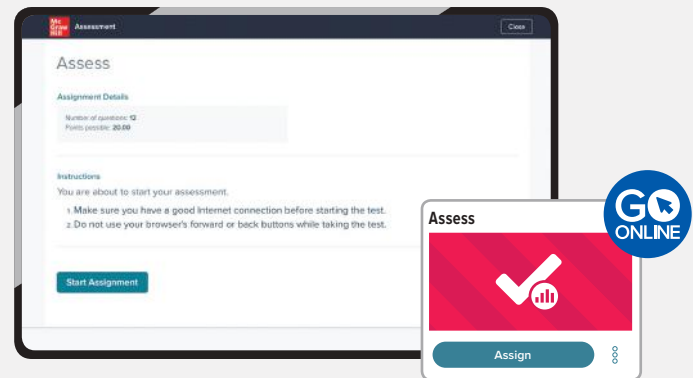 Mc
Graw
Hill
Assessment
Close
Assess
Assignment Details
Number of questions: 12
Points possible: 20.00
Instructions
You are about to start your assessment.
1. Make sure you have a good Internet connection before starting the test.
2. Do not use your browser's forward or back buttons while taking the test.
Start Assignment
Assess
Assign
GO
ONLINE